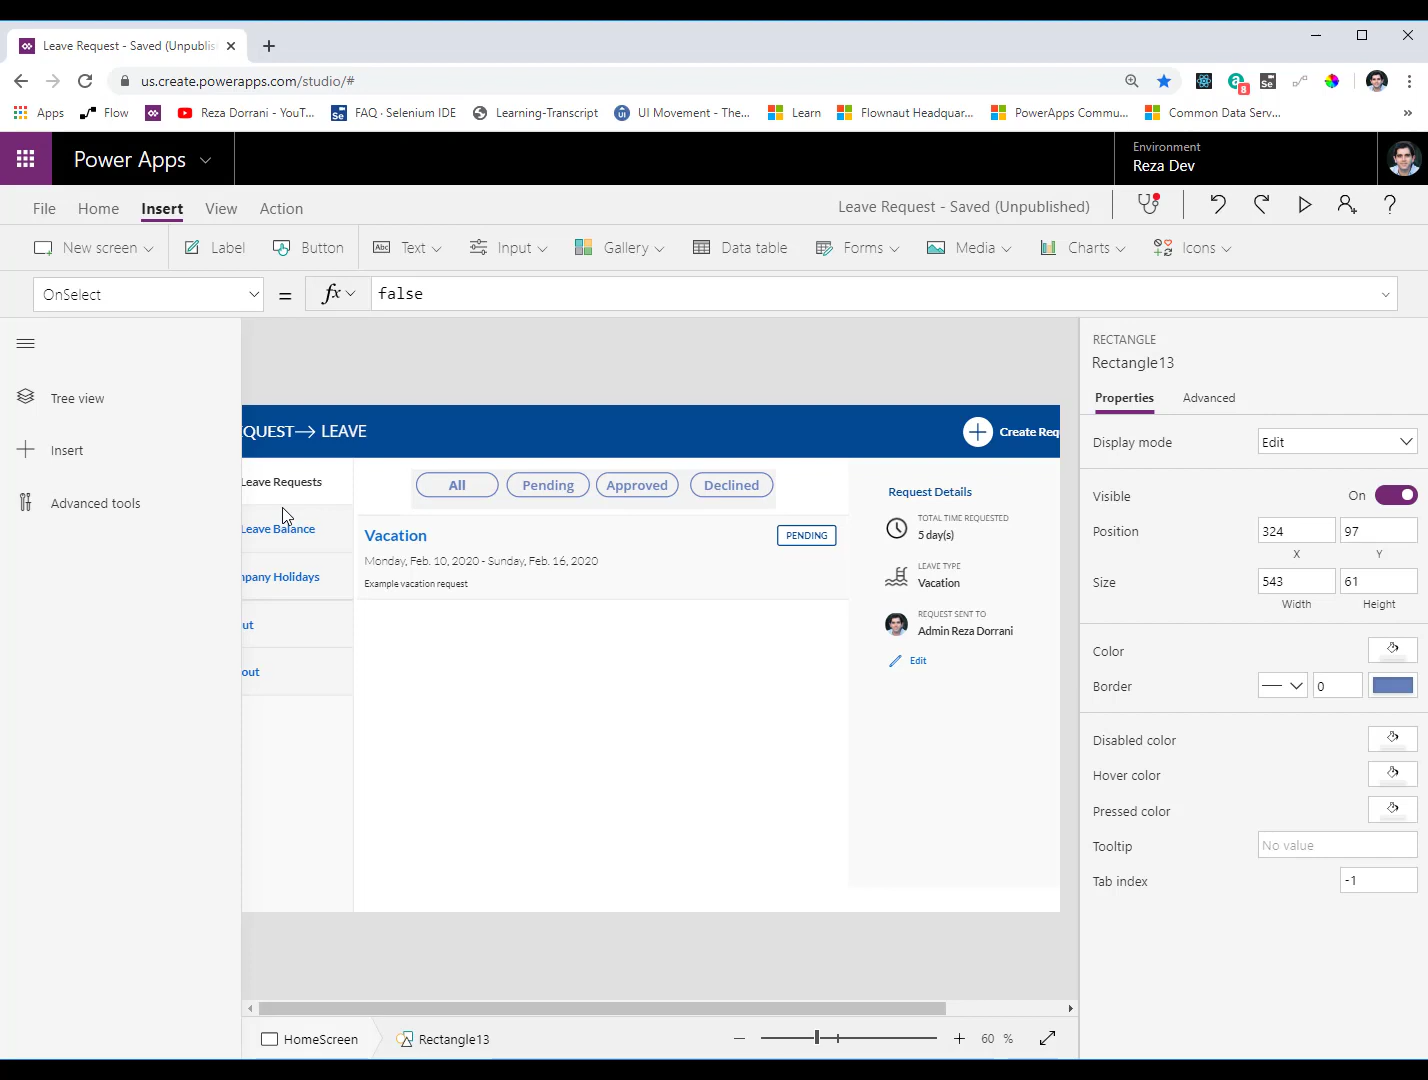 Leave Request - Saved (Unpublis
us.create.powerapps.com/studio/#
8
Apps
Flow
Reza Dorrani - YouT...
Se
FAQ · Selenium IDE
Learning-Transcript
UI Movement - The...
Learn
Flownaut Headquar...
PowerApps Commu...
Common Data Serv...
»
Power Apps
Environment
Reza Dev
File
Home
Insert
View
Action
Leave Request - Saved (Unpublished)
?
New screen
Label
Button
Abc
Text
Input
Gallery
Data table
Forms
Media
Charts
Icons
OnSelect
=
fx
false
Tree view
Insert
Advanced tools
QUEST
LEAVE
Create Req
Leave Requests
Leave Balance
npany Holidays
ut
out
All
Pending
Approved
Declined
Vacation
PENDING
Monday, Feb. 10, 2020 - Sunday, Feb. 16, 2020
Example vacation request
Request Details
TOTAL TIME REQUESTED
5 day(s)
LEAVE TYPE
Vacation
REQUEST SENT TO
Admin Reza Dorrani
Edit
RECTANGLE
Rectangle13
Properties
Advanced
Display mode
Edit
Visible
On
Position
324
97
X
Y
Size
543
61
Width
Height
Color
Border
0
Disabled color
Hover color
Pressed color
Tooltip
No value
Tab index
-1
HomeScreen
Rectangle13
60 %